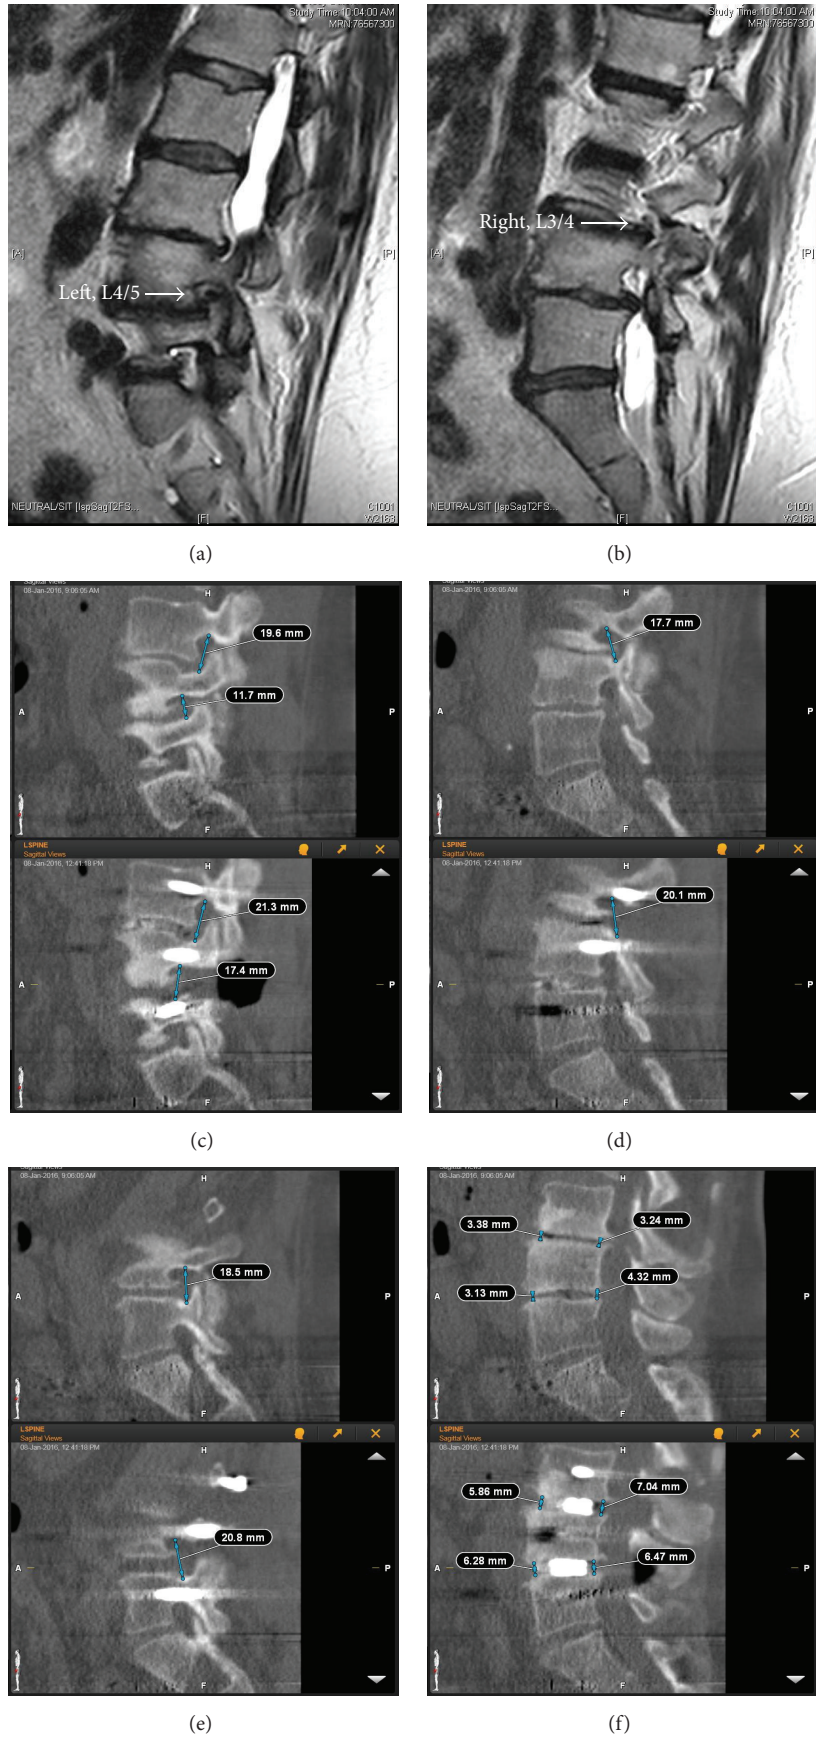 Study Time:10:04:00 AM
MRN:76567300
Left, L4/5
[A]
[P]
NEUTRAL/SIT [lspSagT2FS...
[F]
C1001
W2168
(a)
Study Time:10:04:00 AM
MRN:76567300
Right, L3/4
[A]
[P]
NEUTRAL/SIT [lspSagT2FS...
[F]
C1001
W2168
(b)
Sagittal Views
08-Jan-2016, 9:06:05 AM
H
19.6 mm
11.7 mm
A
P
F
LSPINE
Sagittal Views
08-Jan-2016, 12:41:18 PM
H
21.3 mm
17.4 mm
A
P
F
(c)
Sagittal Views
08-Jan-2016, 9:06:05 AM
H
17.7 mm
A
P
F
LSPINE
Sagittal Views
08-Jan-2016, 12:41:18 PM
H
20.1 mm
A
P
F
(d)
Sagittal Views
08-Jan-2016, 9:06:05 AM
H
18.5 mm
A
P
F
LSPINE
Sagittal Views
08-Jan-2016, 12:41:18 PM
H
20.8 mm
A
P
F
(e)
Sagittal Views
08-Jan-2016, 9:06:05 AM
H
3.38 mm
3.24 mm
3.13 mm
4.32 mm
A
P
F
LSPINE
Sagittal Views
08-Jan-2016, 12:41:18 PM
H
5.86 mm
7.04 mm
6.28 mm
6.47 mm
A
P
F
(f)